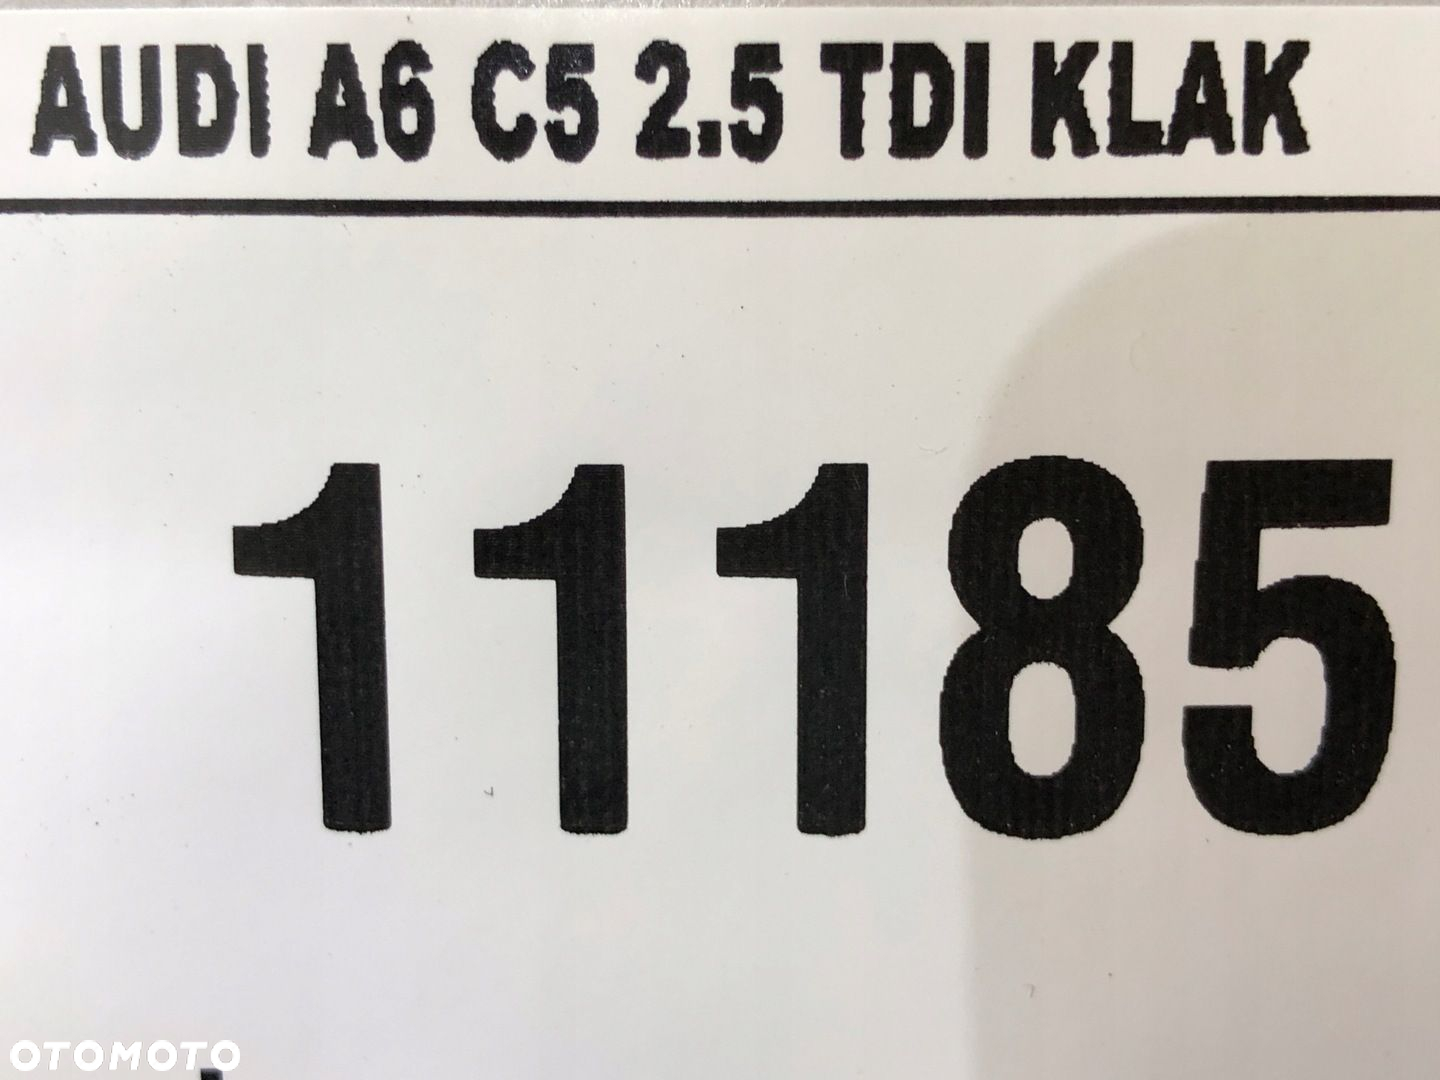 AUDI A6 C5 2.5 TDI KLAK
11185
OTOMOTO